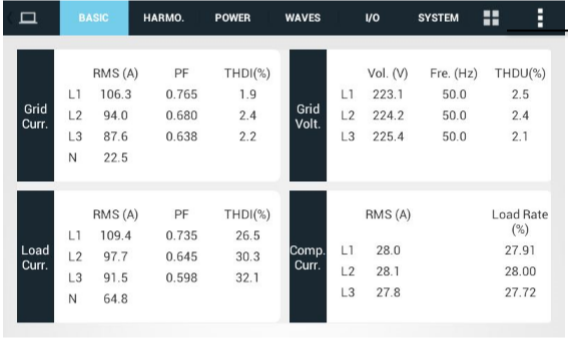 BASIC HARMO. POWER WAVES I/O SYSTEM
Grid Curr.
RMS (A) PF THDI(%)
L1 106.3 0.765 1.9
L2 94.0 0.680 2.4
L3 87.6 0.638 2.2
N 22.5
Grid Volt.
Vol. (V) Fre. (Hz) THDU(%)
L1 223.1 50.0 2.5
L2 224.2 50.0 2.4
L3 225.4 50.0 2.1
Load Curr.
RMS (A) PF THDI(%)
L1 109.4 0.735 26.5
L2 97.7 0.645 30.3
L3 91.5 0.598 32.1
N 64.8
Comp. Curr.
RMS (A) Load Rate (%)
L1 28.0 27.91
L2 28.1 28.00
L3 27.8 27.72